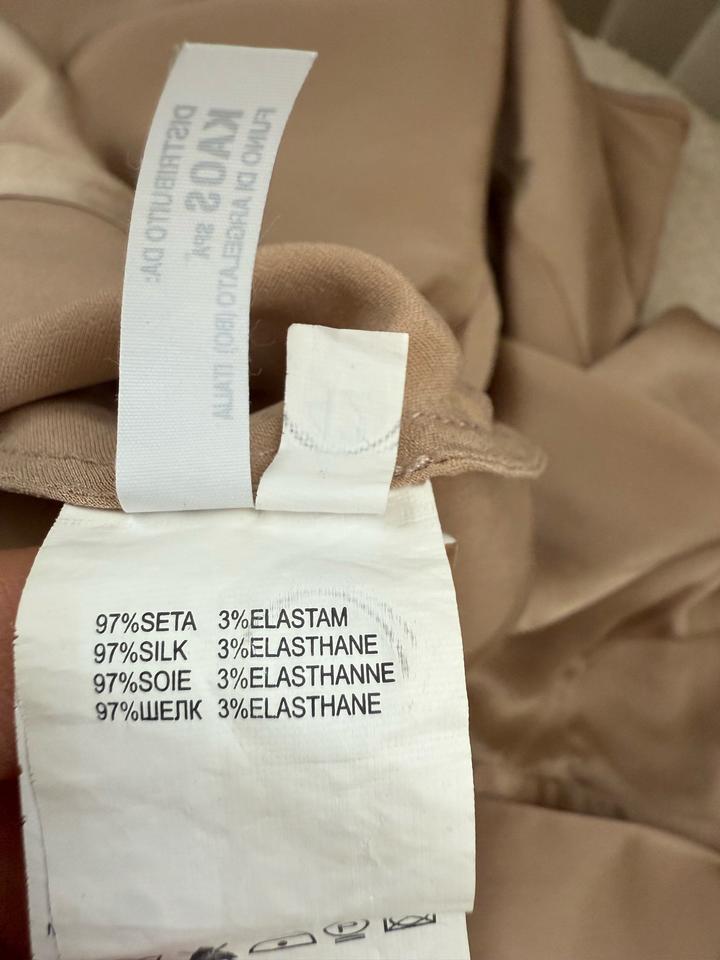 DISTRIBUITO DA:
KAOS SPA
FUNO DI ARGELATO (BO) ITALIA
97%SETA 3%ELASTAM
97%SILK 3%ELASTHANE
97%SOIE 3%ELASTHANNE
97%ШЕЛК 3%ELASTHANE
P